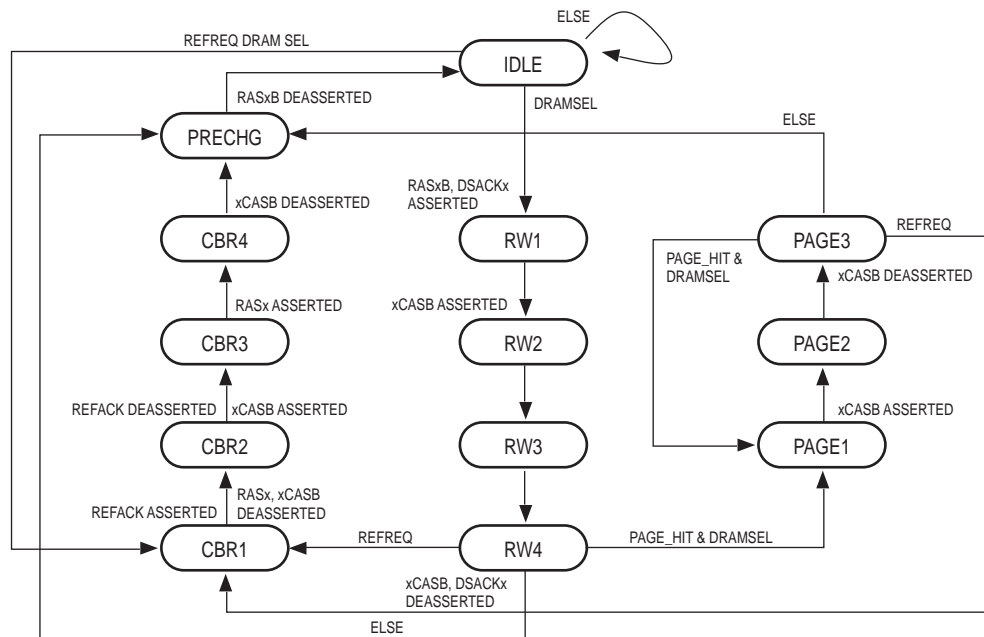 ELSE
REFREQ DRAM SEL
IDLE
RASxB DEASSERTED
DRAMSEL
PRECHG
ELSE
xCASB DEASSERTED
RASxB, DSACKx
ASSERTED
CBR4
RW1
PAGE3
REFREQ
PAGE_HIT &
DRAMSEL
xCASB DEASSERTED
RASx ASSERTED
xCASB ASSERTED
CBR3
RW2
PAGE2
REFACK DEASSERTED
xCASB ASSERTED
xCASB ASSERTED
CBR2
RW3
PAGE1
REFACK ASSERTED
RASx, xCASB
DEASSERTED
CBR1
REFREQ
RW4
PAGE_HIT & DRAMSEL
xCASB, DSACKx
DEASSERTED
ELSE